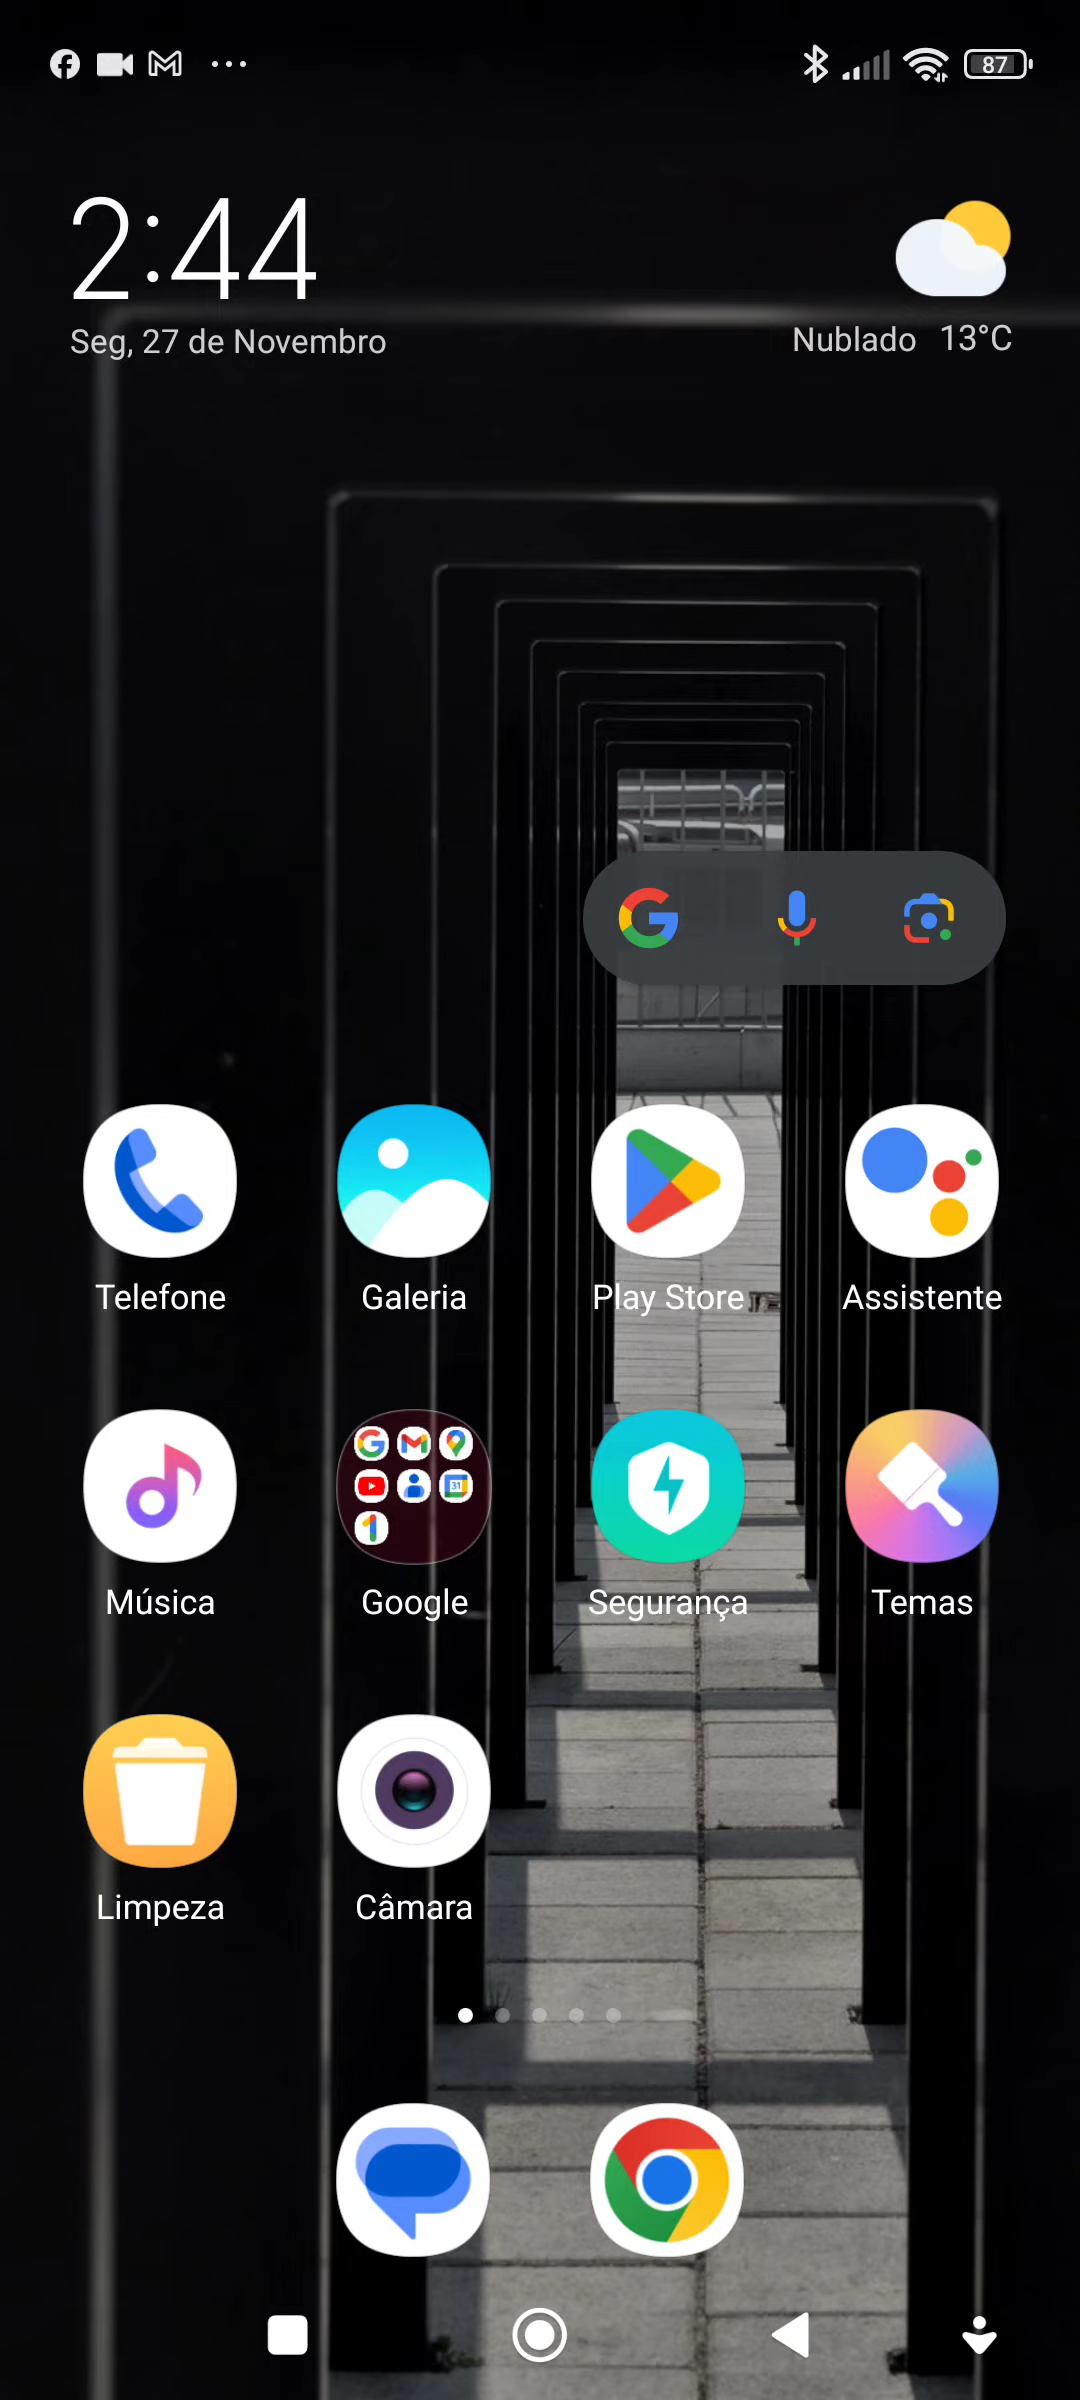 87
2:44
Seg, 27 de Novembro
Nublado 13°C
Telefone
Galeria
Play Store
Assistente
Música
31
Google
Segurança
Temas
Limpeza
Câmara